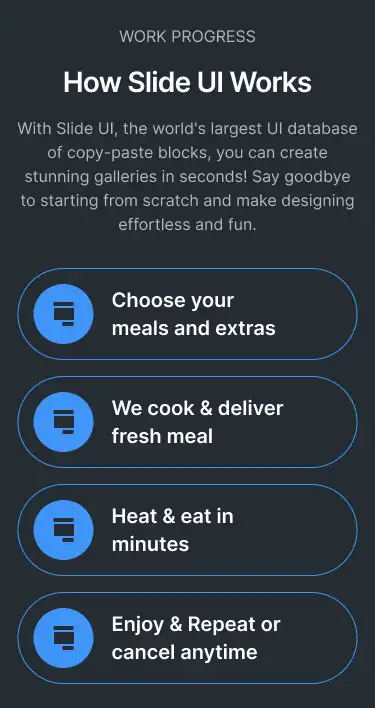 WORK PROGRESS
How Slide UI Works
With Slide UI, the world's largest UI database
of copy-paste blocks, you can create
stunning galleries in seconds! Say goodbye
to starting from scratch and make designing
effortless and fun.
Choose your
meals and extras
We cook & deliver
fresh meal
Heat & eat in
minutes
Enjoy & Repeat or
cancel anytime